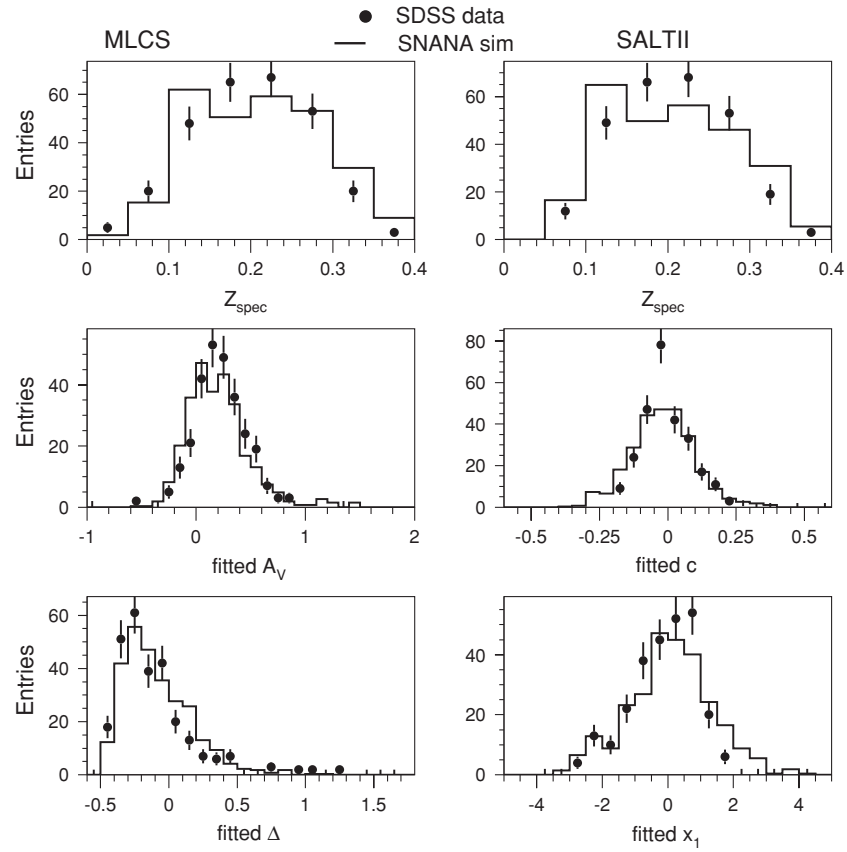 MLCS
SDSS data
SNANA sim
SALTII
Entries
60
40
20
0
0 0.1 0.2 0.3 0.4
Zspec
60
40
20
0
0 0.1 0.2 0.3 0.4
Zspec
Entries
40
20
0
-1 0 1 2
fitted AV
80
60
40
20
0
-0.5 -0.25 0 0.25 0.5
fitted c
Entries
60
40
20
0
-0.5 0 0.5 1 1.5
fitted Δ
40
20
0
-4 -2 0 2 4
fitted x1